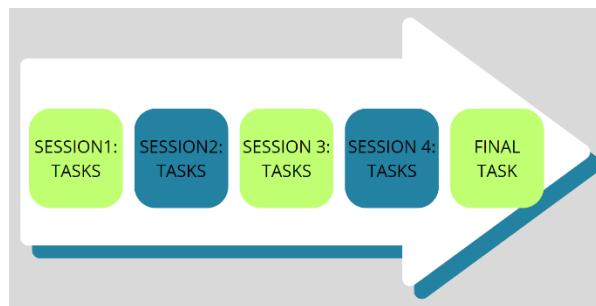 SESSION1:
TASKS
SESSION2:
TASKS
SESSION 3:
TASKS
SESSION 4:
TASKS
FINAL
TASK